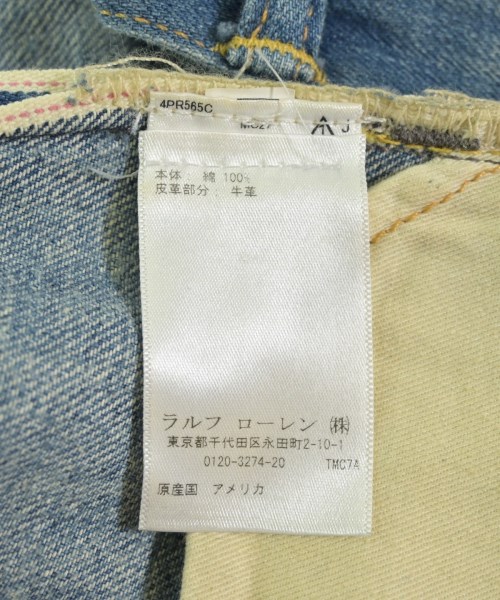 4PR565C
J
本体: 綿 100%
皮革部分: 牛革
ラルフ ローレン ㈱
東京都千代田区永田町2-10-1
0120-3274-20 TMC7A
原産国 アメリカ